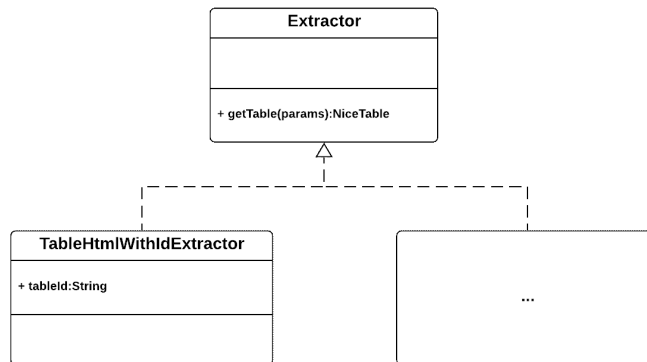 Extractor
+ getTable(params):NiceTable
TableHtmlWithIdExtractor
+ tableId:String
...